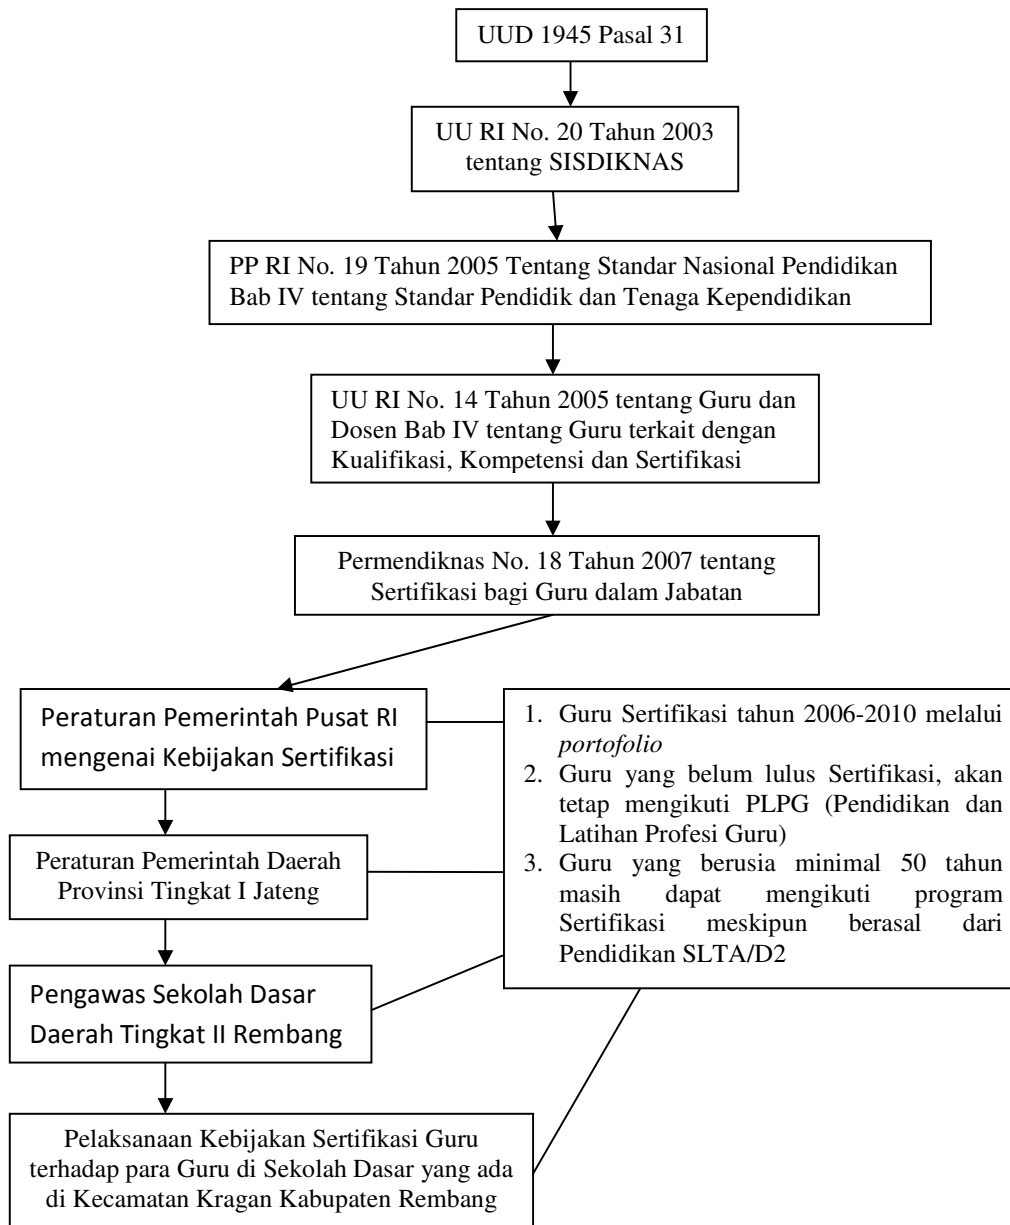 UUD 1945 Pasal 31
UU RI No. 20 Tahun 2003
tentang SISDIKNAS
PP RI No. 19 Tahun 2005 Tentang Standar Nasional Pendidikan
Bab IV tentang Standar Pendidik dan Tenaga Kependidikan
UU RI No. 14 Tahun 2005 tentang Guru dan
Dosen Bab IV tentang Guru terkait dengan
Kualifikasi, Kompetensi dan Sertifikasi
Permendiknas No. 18 Tahun 2007 tentang
Sertifikasi bagi Guru dalam Jabatan
Peraturan Pemerintah Pusat RI
mengenai Kebijakan Sertifikasi
1. Guru Sertifikasi tahun 2006-2010 melalui
portofolio
2. Guru yang belum lulus Sertifikasi, akan
tetap mengikuti PLPG (Pendidikan dan
Latihan Profesi Guru)
3. Guru yang berusia minimal 50 tahun
masih dapat mengikuti program
Sertifikasi meskipun berasal dari
Pendidikan SLTA/D2
Peraturan Pemerintah Daerah
Provinsi Tingkat I Jateng
Pengawas Sekolah Dasar
Daerah Tingkat II Rembang
Pelaksanaan Kebijakan Sertifikasi Guru
terhadap para Guru di Sekolah Dasar yang ada
di Kecamatan Kragan Kabupaten Rembang